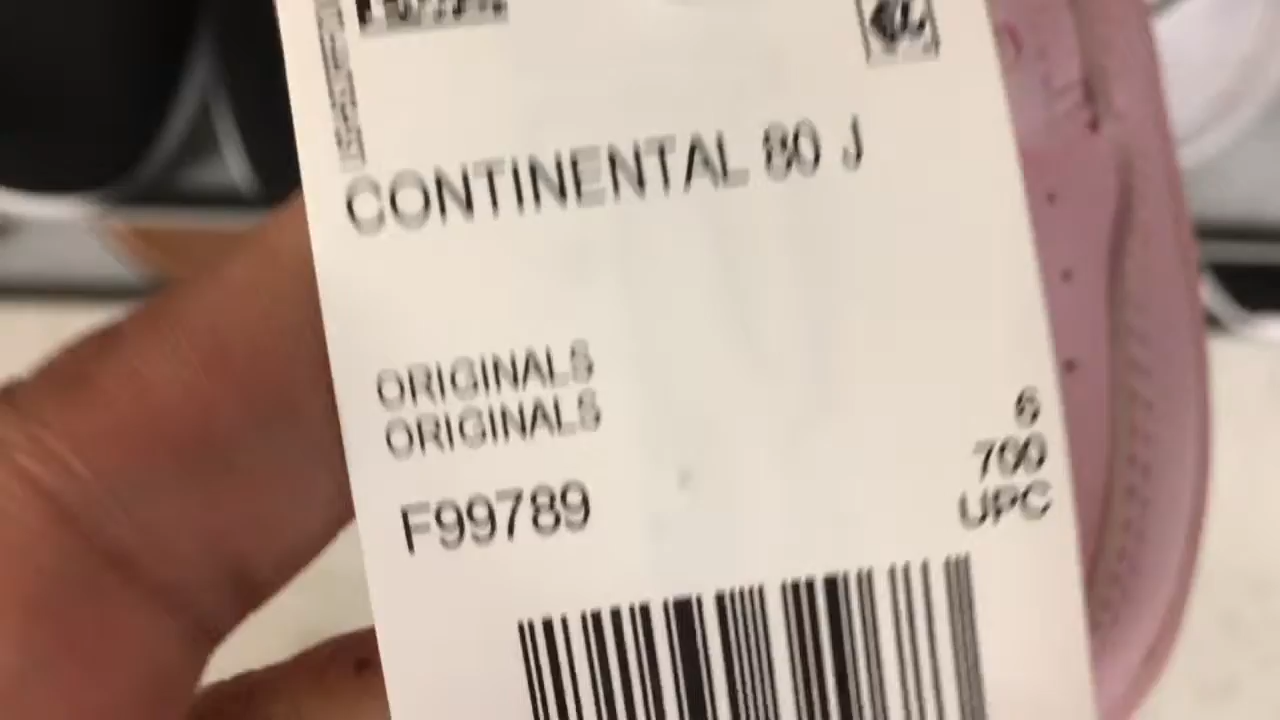 CONTINENTAL 80 J
ORIGINALS
ORIGINALS
F99789
6
700
UPC